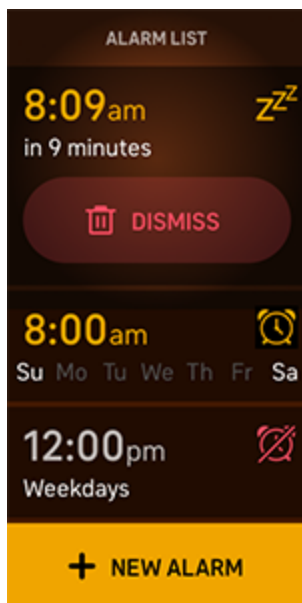 ALARM LIST
8:09am zzZ
in 9 minutes
DISMISS
8:00am
Su Mo Tu We Th Fr Sa
12:00pm
Weekdays
+ NEW ALARM